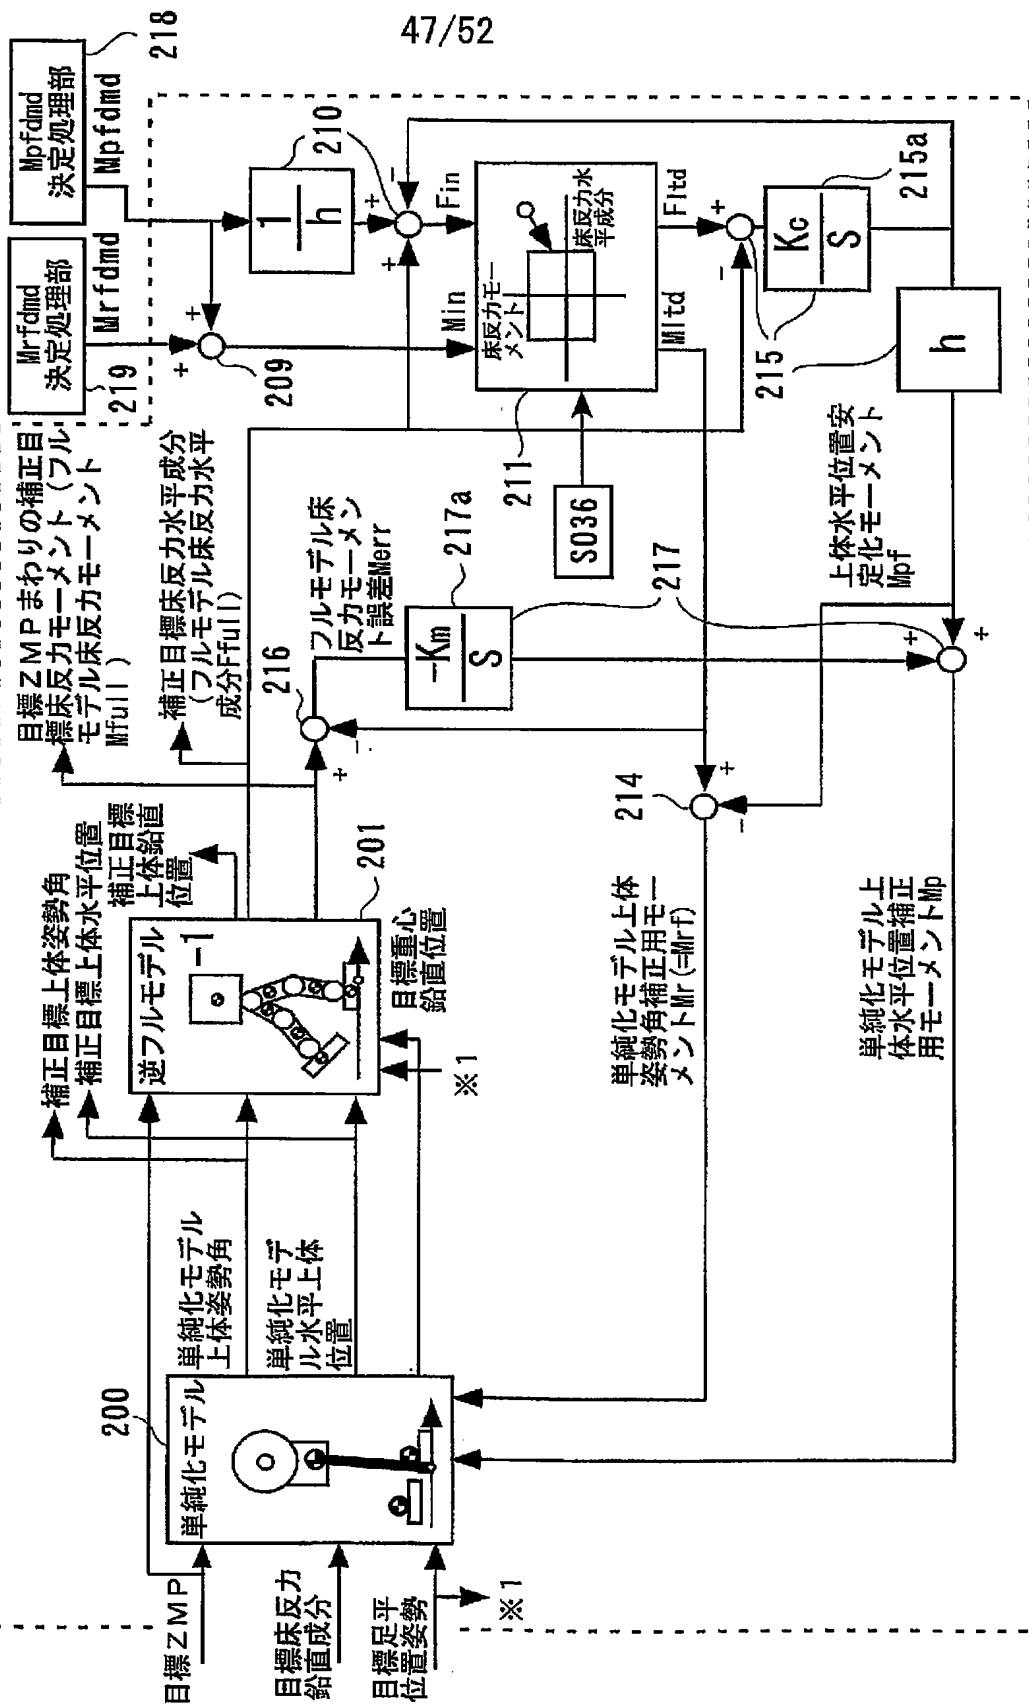 47/52
目標ZMP
目標床反力
鉛直成分
目標足平
位置姿勢
※1
200
単純化モデル
単純化モデル
上体姿勢角
単純化モデ
ル水平上体
位置
補正目標上体姿勢角
補正目標上体水平位置
補正目標
上体鉛直
位置
逆フルモデル
-1
201
目標重心
鉛直位置
※1
目標ZMPまわりの補正目
標床反力モーメント(フル
モデル床反力モーメント
Mfull)
補正目標床反力水平成分
(フルモデル床反力水平
成分Ffull)
Mrfdmd
決定処理部
219
Mrfdmd
Mpfdmd
決定処理部
218
Mpfdmd
+
+
209
1
h
210
+
+
-
Min
Fin
床反力モー
メント
床反力水
平成分
211
S036
Mltd
Fltd
+
-
Kc
S
215a
215
h
216
+
-
フルモデル床
反力モーメン
ト誤差Merr
-Km
S
217a
217
上体水平位置安
定化モーメント
Mpf
+
+
214
+
-
単純化モデル上体
姿勢角補正用モー
メントMr(=Mrf)
単純化モデル上
体水平位置補正
用モーメントMp